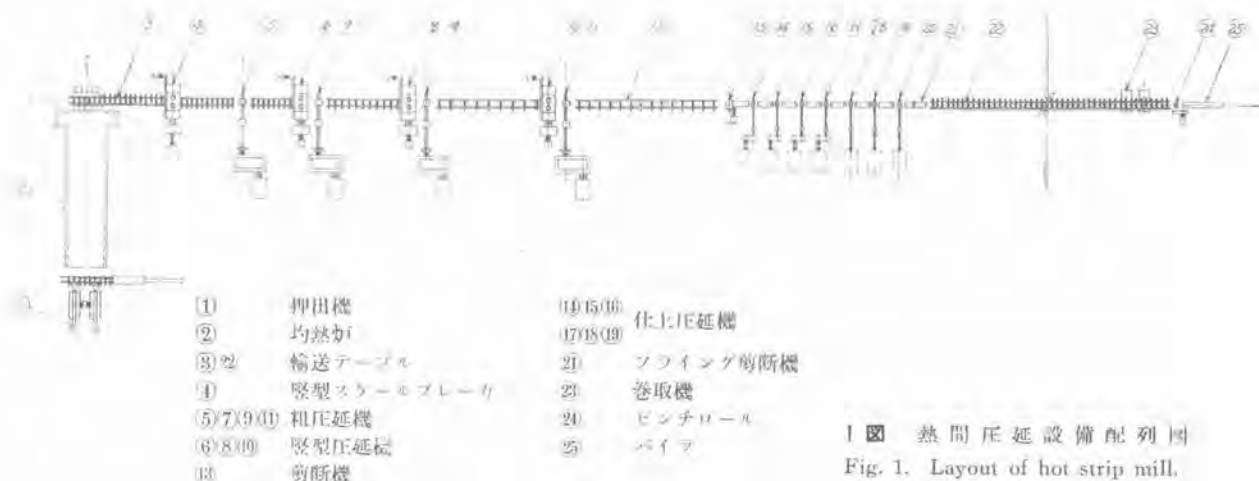 ① 押出機
② 灼熱炉
③㉒ 輸送テーブル
④ 竪型スケールブレーカ
⑤⑦⑨⑪ 粗圧延機
⑥⑧⑩ 竪型圧延機
⑬ 剪断機
⑭⑮⑯
⑰⑱⑲ 仕上圧延機
㉑ フライング剪断機
㉓ 巻取機
㉔ ピンチロール
㉕ パイラ
1図 熱間圧延設備配列図
Fig. 1. Layout of hot strip mill.